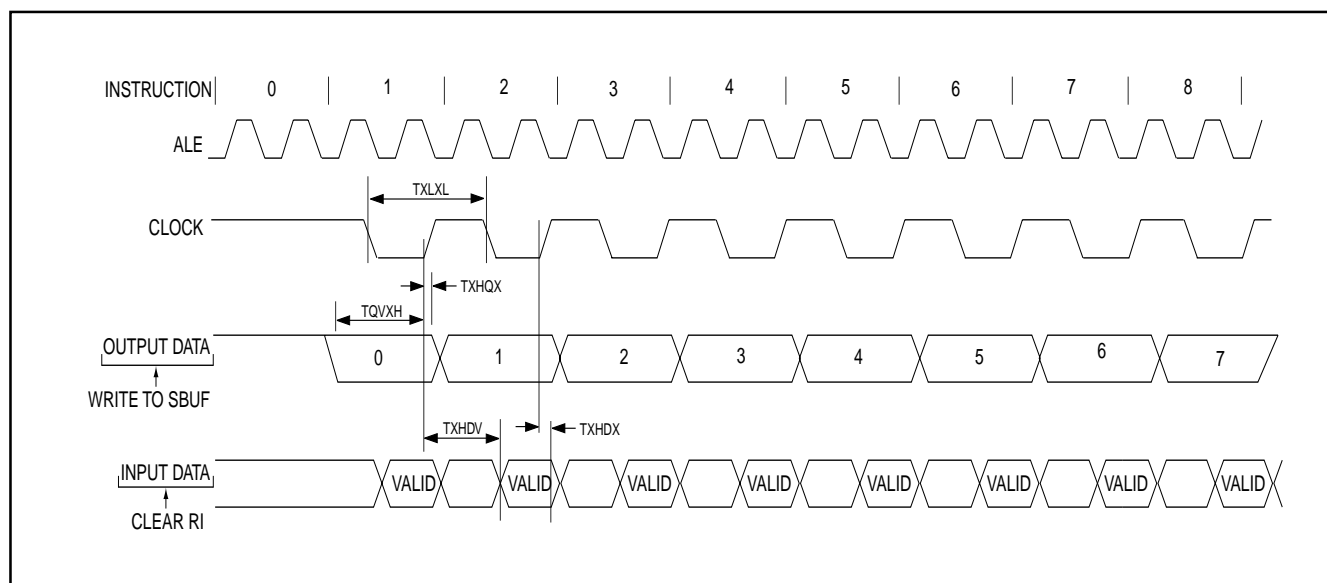 INSTRUCTION 0 1 2 3 4 5 6 7 8
ALE
TXLXL
CLOCK
TXHQX
TQVXH
OUTPUT DATA 0 1 2 3 4 5 6 7
WRITE TO SBUF
TXHDV TXHDX
INPUT DATA VALID VALID VALID VALID VALID VALID VALID VALID
CLEAR RI